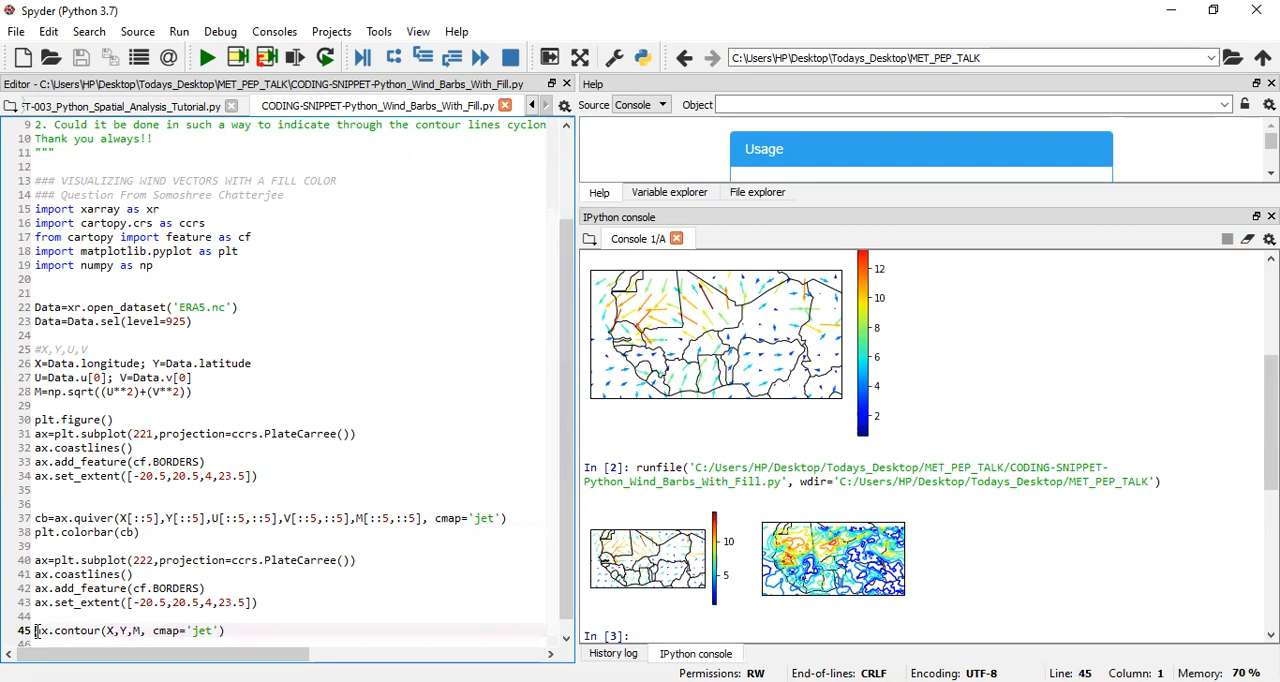 Spyder (Python 3.7)
File Edit Search Source Run Debug Consoles Projects Tools View Help
C:\Users\HP\Desktop\Todays_Desktop\MET_PEP_TALK
Editor - C:\Users\HP\Desktop\Todays_Desktop\MET_PEP_TALK\CODING-SNIPPET-Python_Wind_Barbs_With_Fill.py
T-003_Python_Spatial_Analysis_Tutorial.py CODING-SNIPPET-Python_Wind_Barbs_With_Fill.py
9 2. Could it be done in such a way to indicate through the contour lines cyclon
10 Thank you always!!
11 """
12
13 ### VISUALIZING WIND VECTORS WITH A FILL COLOR
14 ### Question From Somoshree Chatterjee
15 import xarray as xr
16 import cartopy.crs as ccrs
17 from cartopy import feature as cf
18 import matplotlib.pyplot as plt
19 import numpy as np
20
21
22 Data=xr.open_dataset('ERA5.nc')
23 Data=Data.sel(level=925)
24
25 #X,Y,U,V
26 X=Data.longitude; Y=Data.latitude
27 U=Data.u[0]; V=Data.v[0]
28 M=np.sqrt((U**2)+(V**2))
29
30 plt.figure()
31 ax=plt.subplot(221,projection=ccrs.PlateCarree())
32 ax.coastlines()
33 ax.add_feature(cf.BORDERS)
34 ax.set_extent([-20.5,20.5,4,23.5])
35
36
37 cb=ax.quiver(X[::5],Y[::5],U[::5,::5],V[::5,::5],M[::5,::5], cmap='jet')
38 plt.colorbar(cb)
39
40 ax=plt.subplot(222,projection=ccrs.PlateCarree())
41 ax.coastlines()
42 ax.add_feature(cf.BORDERS)
43 ax.set_extent([-20.5,20.5,4,23.5])
44
45 ax.contour(X,Y,M, cmap='jet')
46
Help
Source Console Object
Usage
Help Variable explorer File explorer
IPython console
Console 1/A
12
10
8
6
4
2
In [2]: runfile('C:/Users/HP/Desktop/Todays_Desktop/MET_PEP_TALK/CODING-SNIPPET-
Python_Wind_Barbs_With_Fill.py', wdir='C:/Users/HP/Desktop/Todays_Desktop/MET_PEP_TALK')
10
5
In [3]:
History log IPython console
Permissions: RW End-of-lines: CRLF Encoding: UTF-8 Line: 45 Column: 1 Memory: 70 %